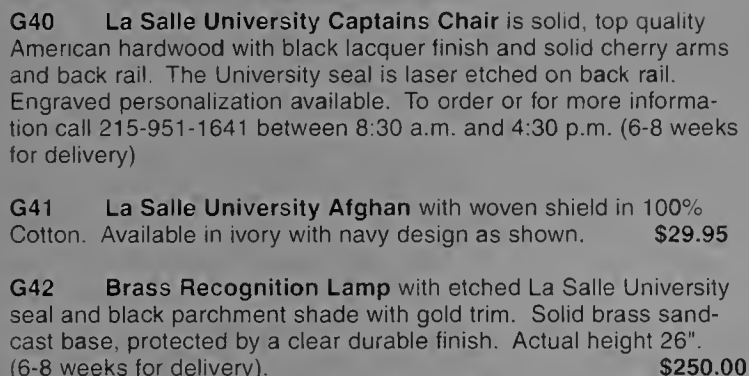 G40 La Salle University Captains Chair is solid, top quality
American hardwood with black lacquer finish and solid cherry arms
and back rail. The University seal is laser etched on back rail.
Engraved personalization available. To order or for more informa-
tion call 215-951-1641 between 8:30 a.m. and 4:30 p.m. (6-8 weeks
for delivery)
G41 La Salle University Afghan with woven shield in 100%
Cotton. Available in ivory with navy design as shown. $29.95
G42 Brass Recognition Lamp with etched La Salle University
seal and black parchment shade with gold trim. Solid brass sand-
cast base, protected by a clear durable finish. Actual height 26".
(6-8 weeks for delivery). $250.00